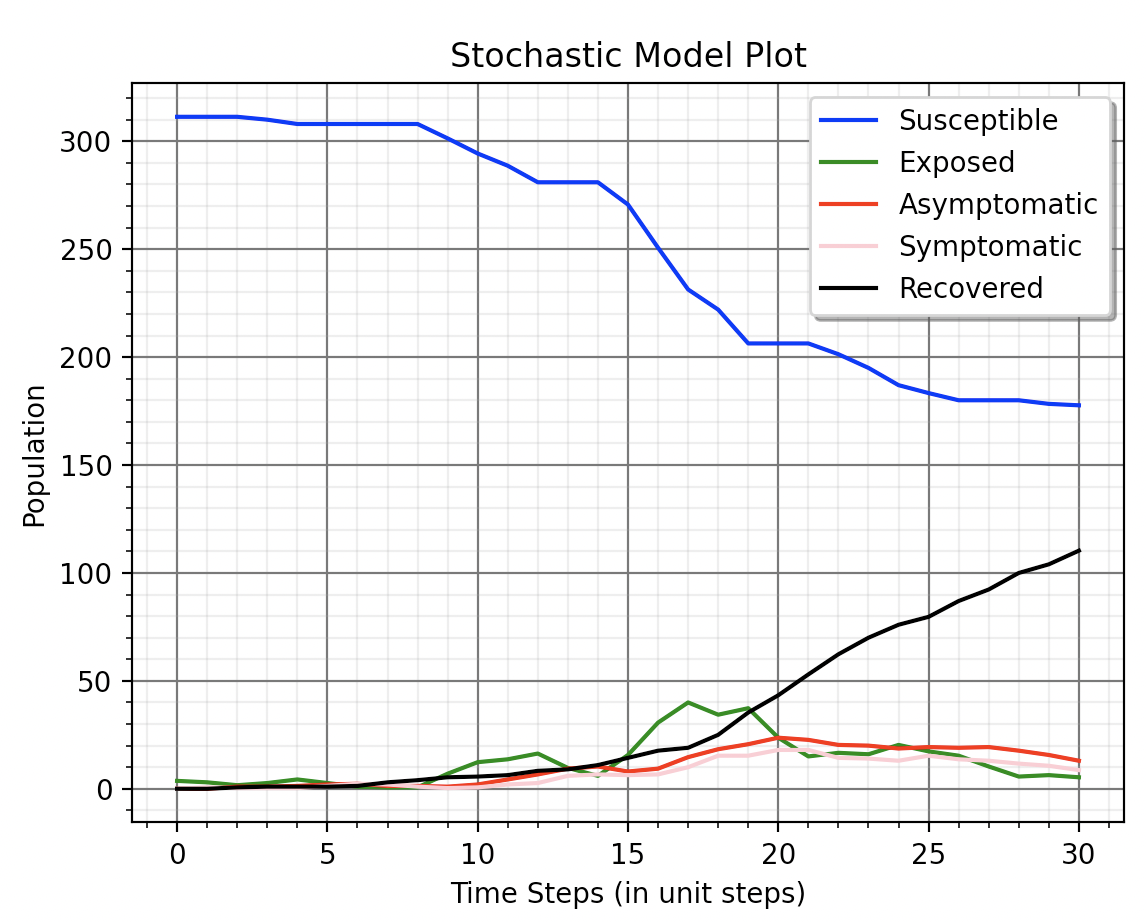 Stochastic Model Plot
Susceptible
Exposed
Asymptomatic
Symptomatic
Recovered
300
250
200
150
100
50
0
Population
0 5 10 15 20 25 30
Time Steps (in unit steps)